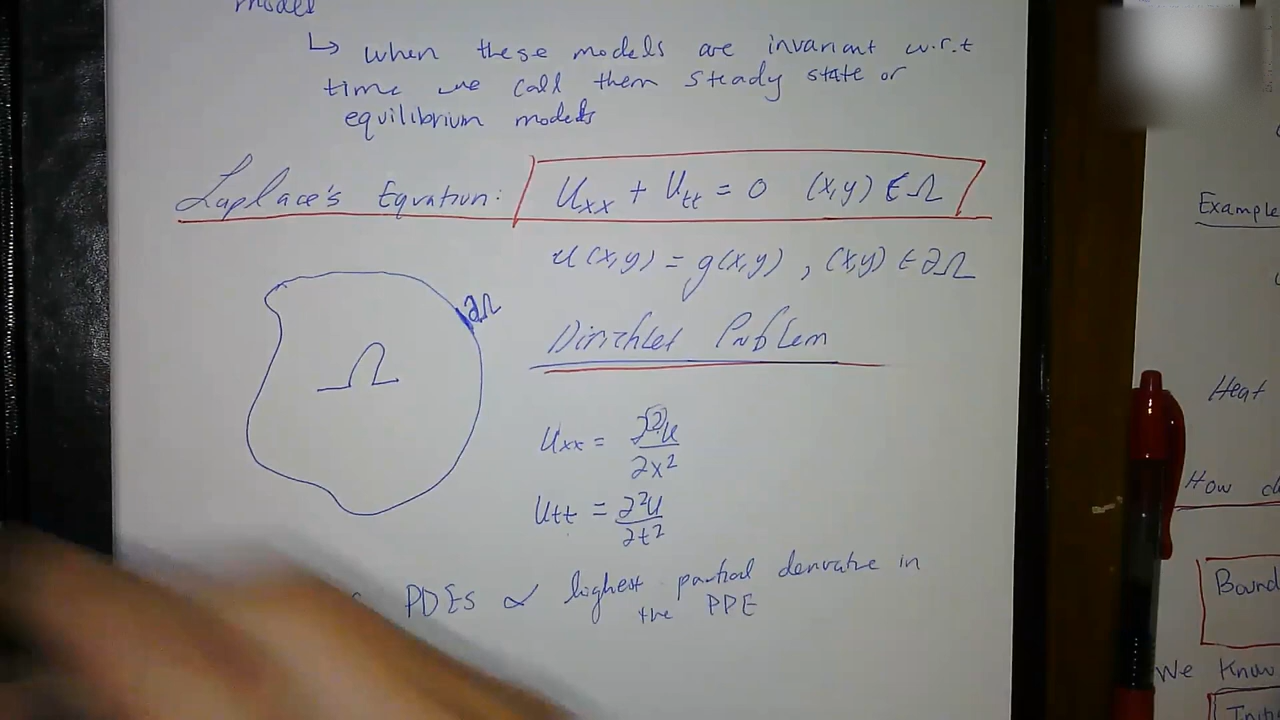 model
↳ when these models are invariant w.r.t
time we call them steady state or
equilibrium models
Laplace's Equation: Uxx + Utt = 0 (x,y) ∈ Ω
u(x,y) = g(x,y), (x,y) ∈ ∂Ω
∂Ω
Dirichlet Problem
Ω
Uxx = ∂²u/∂x²
Utt = ∂²u/∂t²
PDEs ∝ highest partial derivative in
the PPE
Example
Heat
How
Bound
We Know